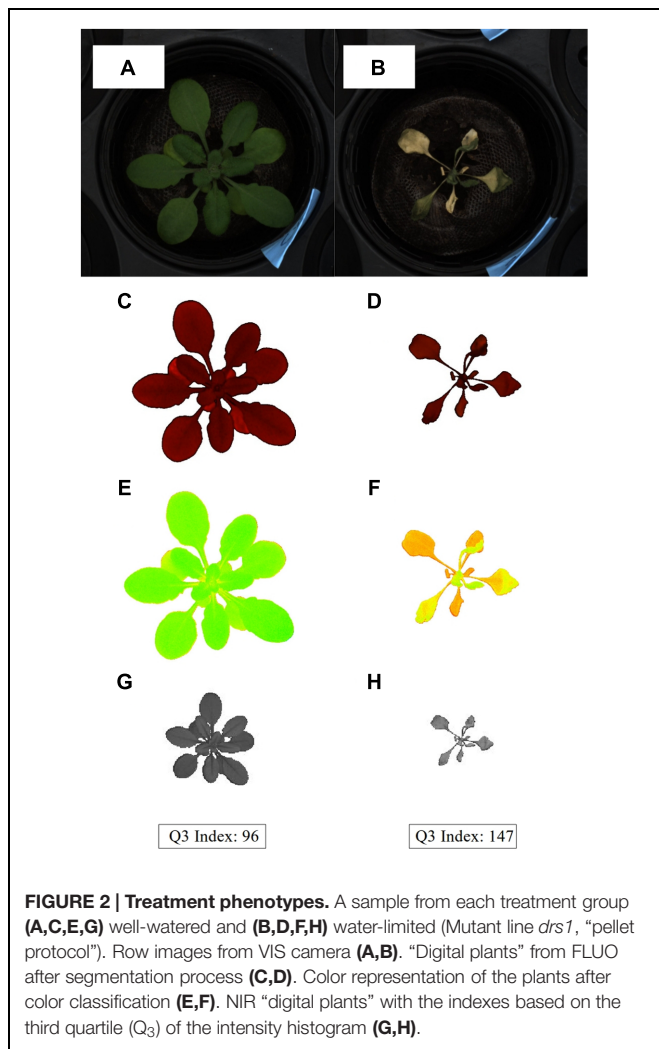 A
B
C
D
E
F
G
H
Q3 Index: 96
Q3 Index: 147
FIGURE 2 | Treatment phenotypes. A sample from each treatment group
(A,C,E,G) well-watered and (B,D,F,H) water-limited (Mutant line drs1, “pellet
protocol”). Row images from VIS camera (A,B). “Digital plants” from FLUO
after segmentation process (C,D). Color representation of the plants after
color classification (E,F). NIR “digital plants” with the indexes based on the
third quartile (Q3) of the intensity histogram (G,H).